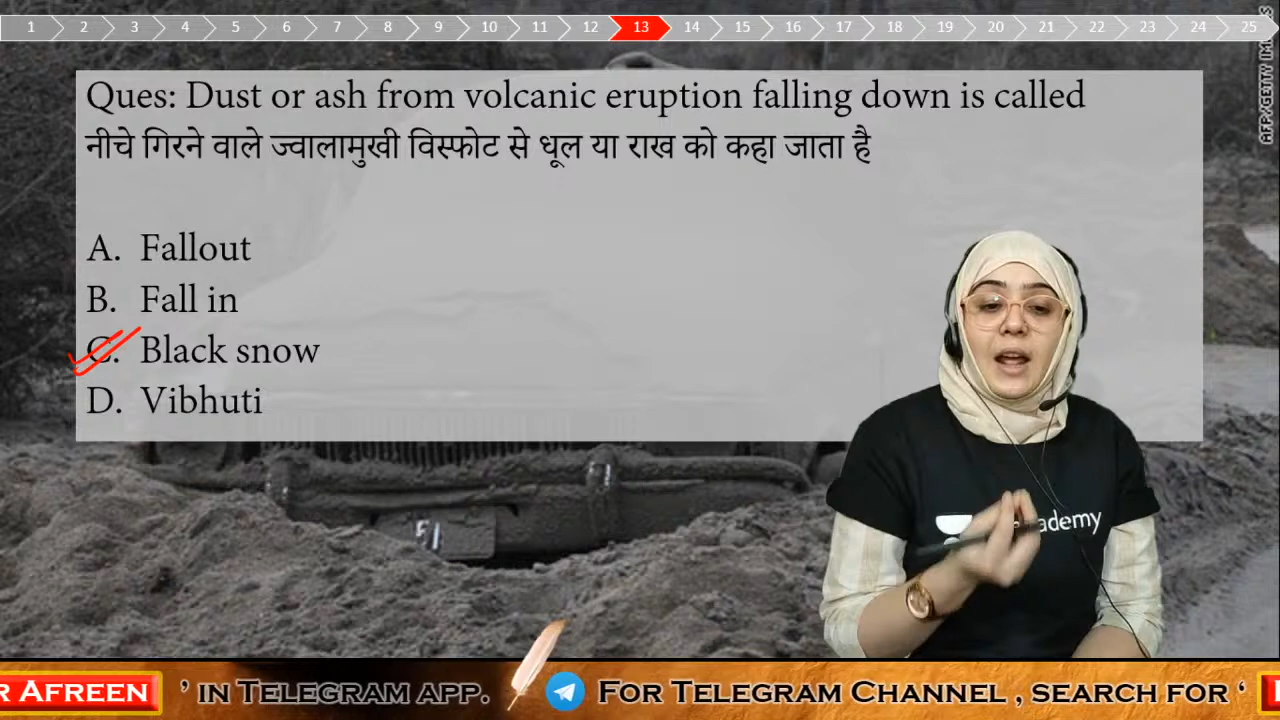 1 2 3 4 5 6 7 8 9 10 11 12 13 14 15 16 17 18 19 20 21 22 23 24 25
AFP/GETTY
Ques: Dust or ash from volcanic eruption falling down is called
नीचे गिरने वाले ज्वालामुखी विस्फोट से धूल या राख को कहा जाता है
A. Fallout
B. Fall in
C. Black snow
D. Vibhuti
R AFREEN ’ IN TELEGRAM APP. FOR TELEGRAM CHANNEL , SEARCH FOR ‘